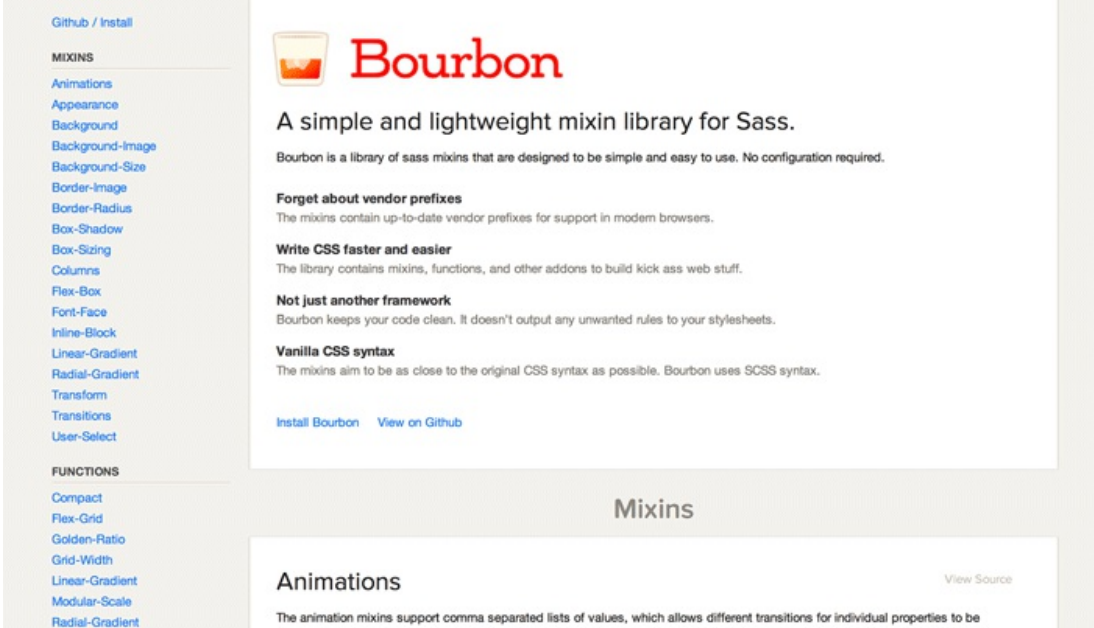 Github / Install
MIXINS
Animations
Appearance
Background
Background-Image
Background-Size
Border-Image
Border-Radius
Box-Shadow
Box-Sizing
Columns
Flex-Box
Font-Face
Inline-Block
Linear-Gradient
Radial-Gradient
Transform
Transitions
User-Select
FUNCTIONS
Compact
Flex-Grid
Golden-Ratio
Grid-Width
Linear-Gradient
Modular-Scale
Radial-Gradient
Bourbon
A simple and lightweight mixin library for Sass.
Bourbon is a library of sass mixins that are designed to be simple and easy to use. No configuration required.
Forget about vendor prefixes
The mixins contain up-to-date vendor prefixes for support in modern browsers.
Write CSS faster and easier
The library contains mixins, functions, and other addons to build kick ass web stuff.
Not just another framework
Bourbon keeps your code clean. It doesn't output any unwanted rules to your stylesheets.
Vanilla CSS syntax
The mixins aim to be as close to the original CSS syntax as possible. Bourbon uses SCSS syntax.
Install Bourbon View on Github
Mixins
Animations View Source
The animation mixins support comma separated lists of values, which allows different transitions for individual properties to be